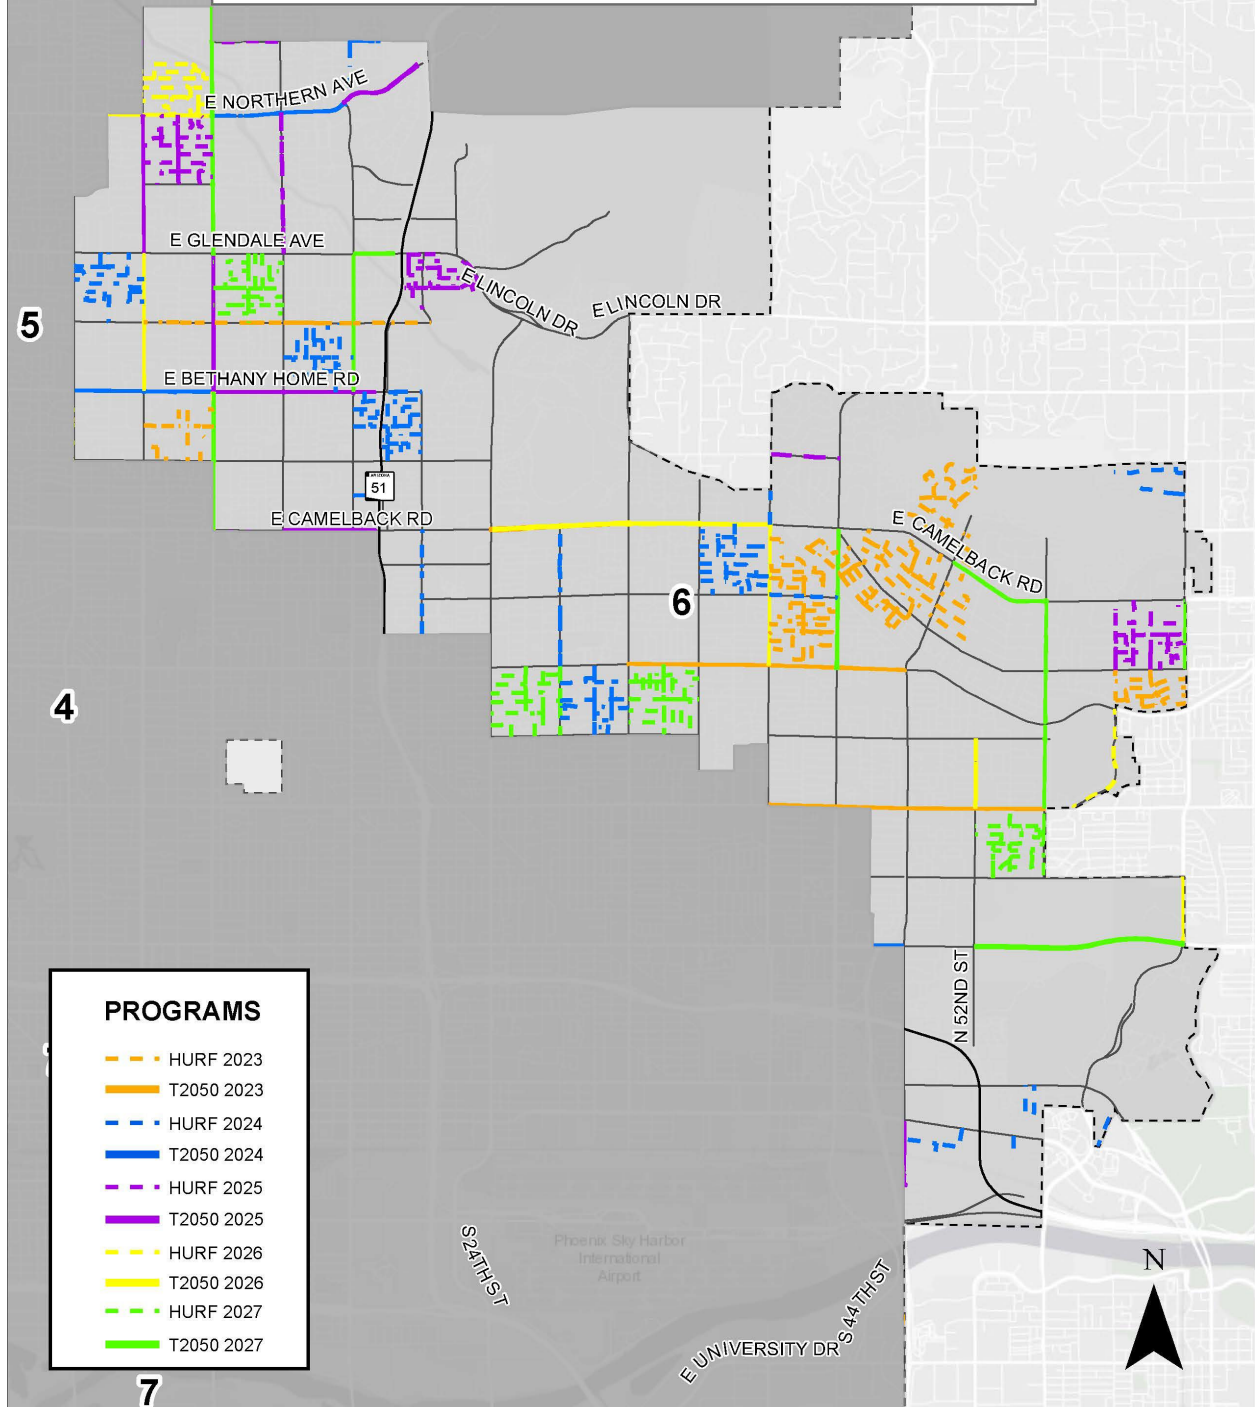 E NORTHERN AVE
E GLENDALE AVE
E LINCOLN DR
E LINCOLN DR
5
E BETHANY HOME RD
ARIZONA
51
E CAMELBACK RD
E CAMELBACK RD
6
4
N 52ND ST
PROGRAMS
HURF 2023
T2050 2023
HURF 2024
T2050 2024
HURF 2025
T2050 2025
HURF 2026
T2050 2026
HURF 2027
T2050 2027
S 24TH ST
Phoenix Sky Harbor
International
Airport
S 44TH ST
E UNIVERSITY DR
N
7